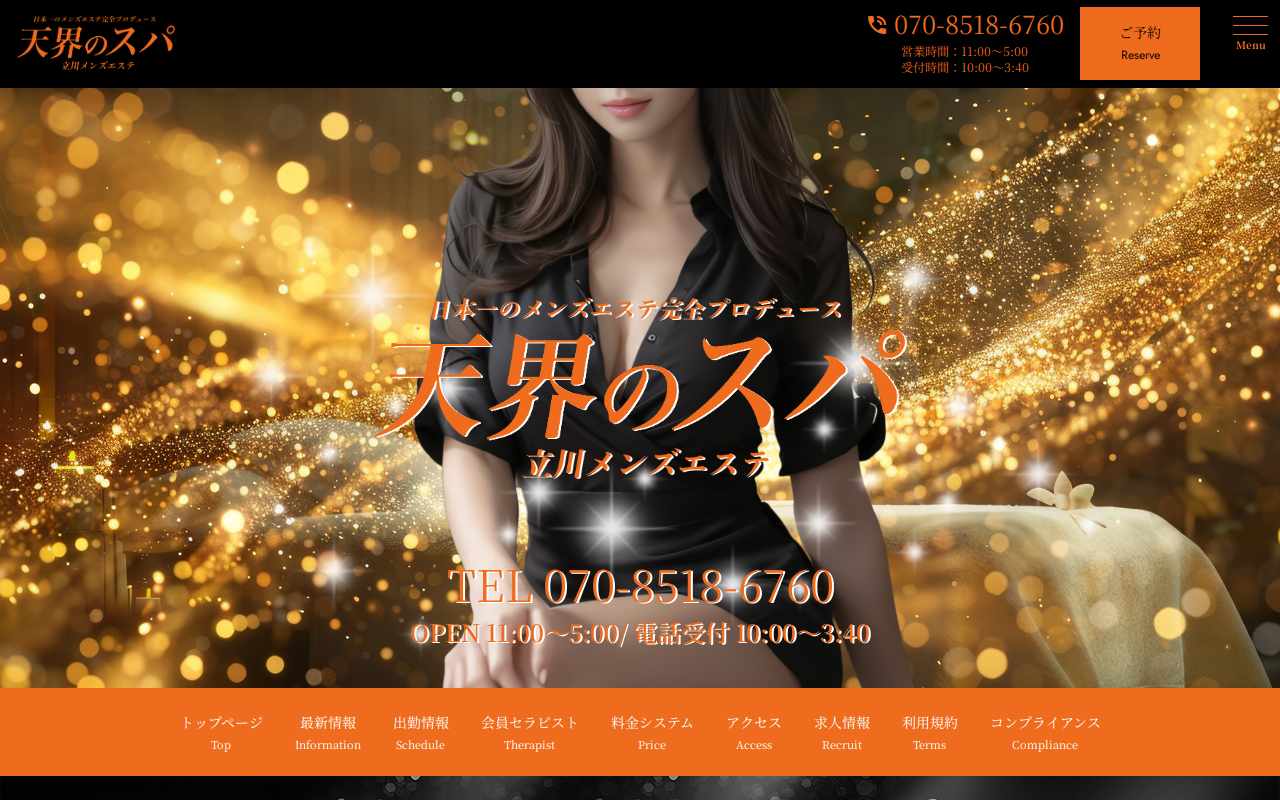 日本一のメンズエステ完全プロデュース
天界のスパ
立川メンズエステ
070-8518-6760
営業時間：11:00〜5:00
受付時間：10:00〜3:40
ご予約
Reserve
Menu
日本一のメンズエステ完全プロデュース
天界のスパ
立川メンズエステ
TEL 070-8518-6760
OPEN 11:00〜5:00/ 電話受付 10:00〜3:40
トップページ 最新情報 出勤情報 会員セラピスト 料金システム アクセス 求人情報 利用規約 コンプライアンス
Top Information Schedule Therapist Price Access Recruit Terms Compliance